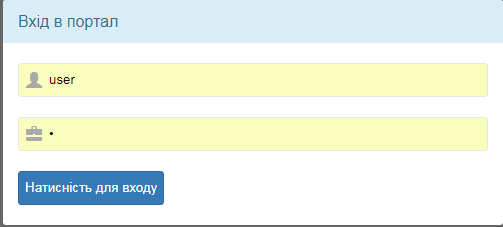 Вхід в портал
user
•
Натисність для входу